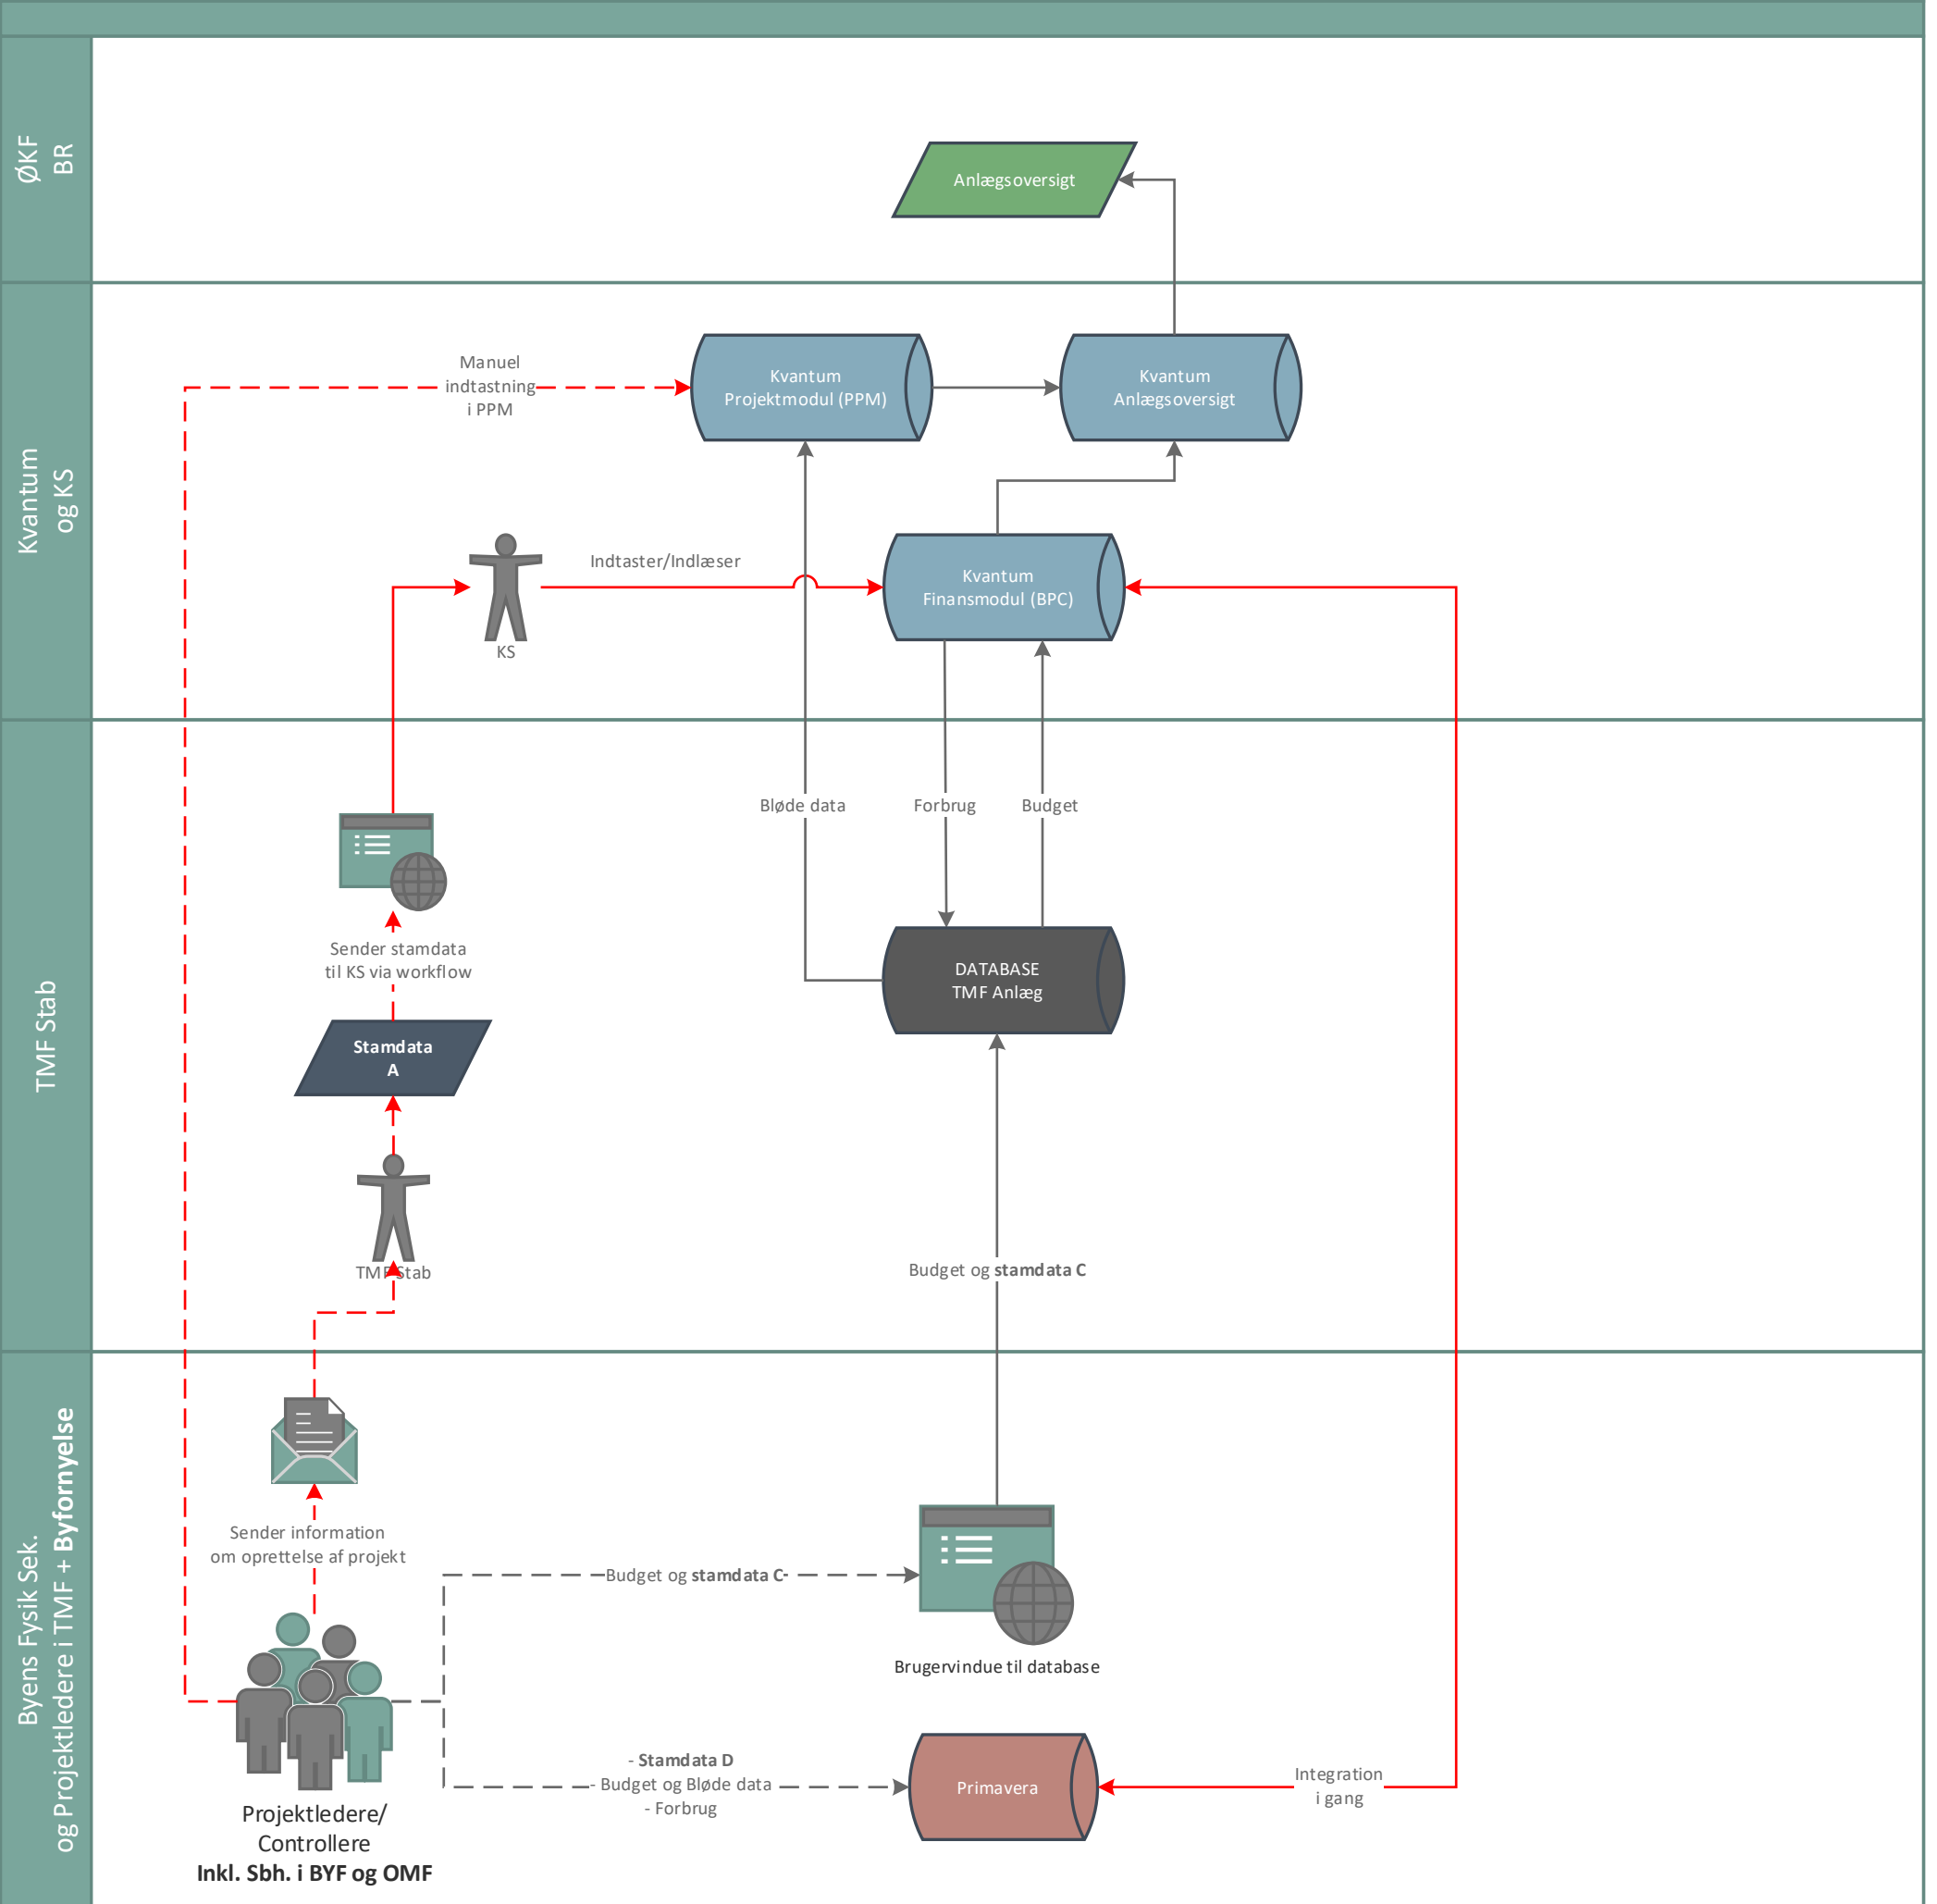 ØKF
BR
Anlægsoversigt
Kvantum
og KS
Manuel
indtastning
i PPM
Kvantum
Projektmodul (PPM)
Kvantum
Anlægsoversigt
Indtaster/Indlæser
KS
Kvantum
Finansmodul (BPC)
TMF Stab
Bløde data
Forbrug
Budget
Sender stamdata
til KS via workflow
DATABASE
TMF Anlæg
Stamdata
A
TMF Stab
Budget og stamdata C
Byens Fysik Sek.
og Projektledere i TMF + Byfornyelse
Sender information
om oprettelse af projekt
Budget og stamdata C
Brugervindue til database
- Stamdata D
- Budget og Bløde data
- Forbrug
Primavera
Integration
i gang
Projektledere/
Controllere
Inkl. Sbh. i BYF og OMF